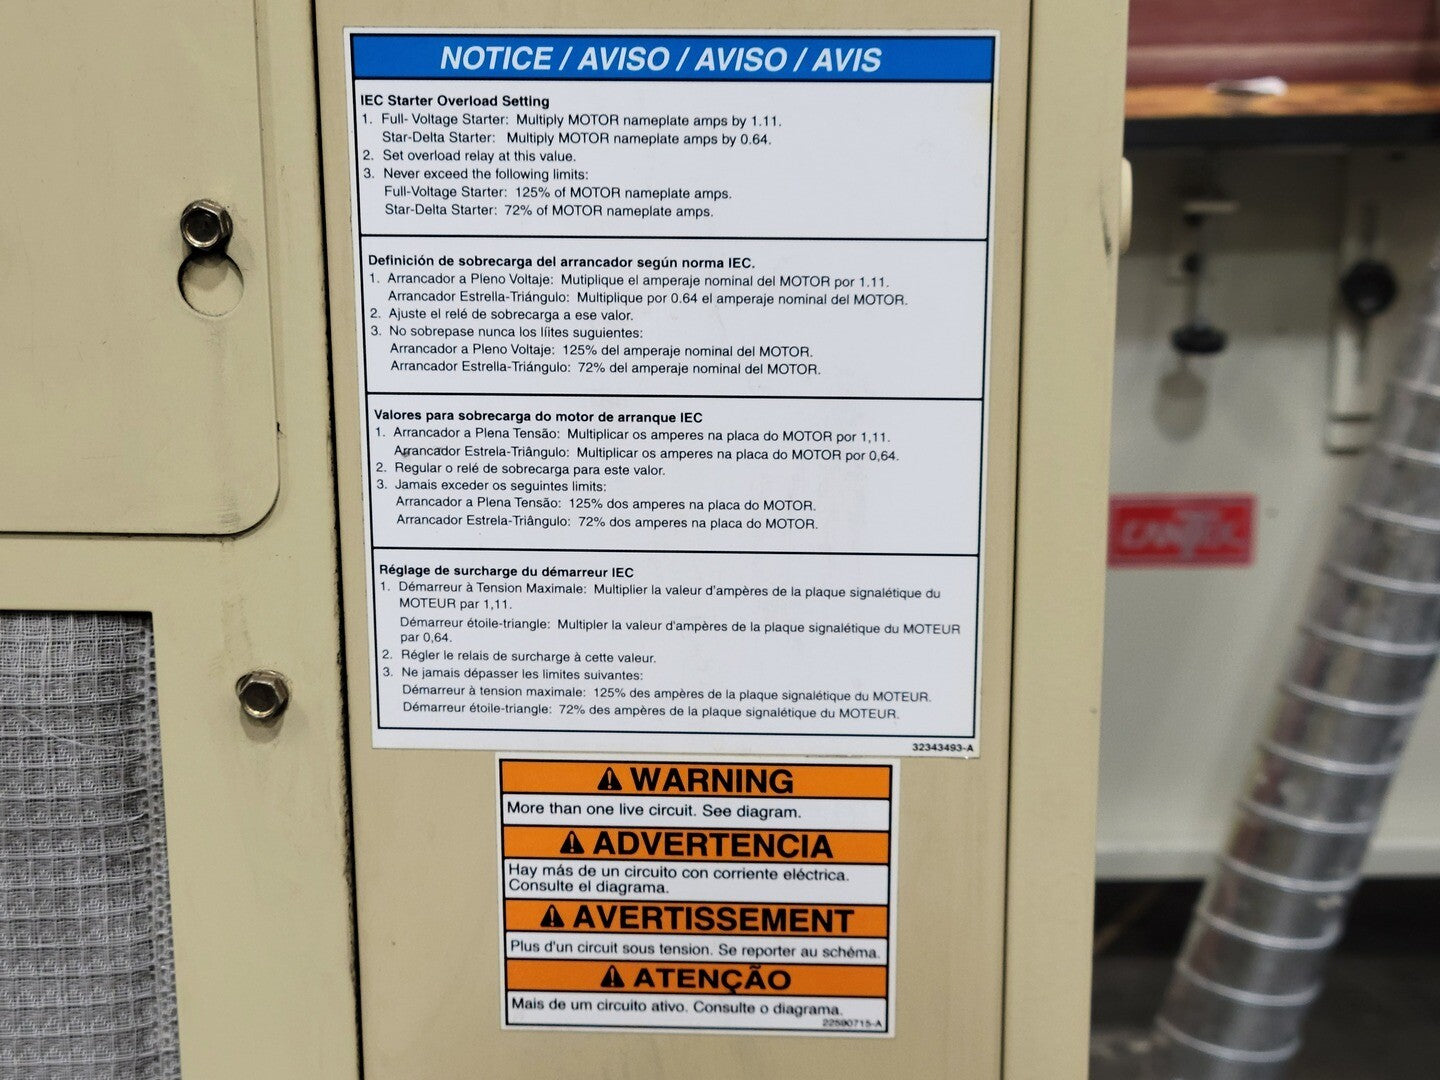 NOTICE / AVISO / AVISO / AVIS
IEC Starter Overload Setting
1. Full- Voltage Starter: Multiply MOTOR nameplate amps by 1.11.
Star-Delta Starter: Multiply MOTOR nameplate amps by 0.64.
2. Set overload relay at this value.
3. Never exceed the following limits:
Full-Voltage Starter: 125% of MOTOR nameplate amps.
Star-Delta Starter: 72% of MOTOR nameplate amps.
Definición de sobrecarga del arrancador según norma IEC.
1. Arrancador a Pleno Voltaje: Mutiplique el amperaje nominal del MOTOR por 1.11.
Arrancador Estrella-Triángulo: Multiplique por 0.64 el amperaje nominal del MOTOR.
2. Ajuste el relé de sobrecarga a ese valor.
3. No sobrepase nunca los líites suguientes:
Arrancador a Pleno Voltaje: 125% del amperaje nominal del MOTOR.
Arrancador Estrella-Triángulo: 72% del amperaje nominal del MOTOR.
Valores para sobrecarga do motor de arranque IEC
1. Arrancador a Plena Tensão: Multiplicar os amperes na placa do MOTOR por 1,11.
Arrancador Estrela-Triângulo: Multiplicar os amperes na placa do MOTOR por 0,64.
2. Regular o relé de sobrecarga para este valor.
3. Jamais exceder os seguintes limits:
Arrancador a Plena Tensão: 125% dos amperes na placa do MOTOR.
Arrancador Estrela-Triângulo: 72% dos amperes na placa do MOTOR.
Réglage de surcharge du démarreur IEC
1. Démarreur à Tension Maximale: Multiplier la valeur d'ampères de la plaque signalétique du
MOTEUR par 1,11.
Démarreur étoile-triangle: Multipler la valeur d'ampères de la plaque signalétique du MOTEUR
par 0,64.
2. Régler le relais de surcharge à cette valeur.
3. Ne jamais dépasser les limites suivantes:
Démarreur à tension maximale: 125% des ampères de la plaque signalétique du MOTEUR.
Démarreur étoile-triangle: 72% des ampères de la plaque signalétique du MOTEUR.
32343493-A
WARNING
More than one live circuit. See diagram.
ADVERTENCIA
Hay más de un circuito con corriente eléctrica.
Consulte el diagrama.
AVERTISSEMENT
Plus d'un circuit sous tension. Se reporter au schéma.
ATENÇÃO
Mais de um circuito ativo. Consulte o diagrama.
22590715-A